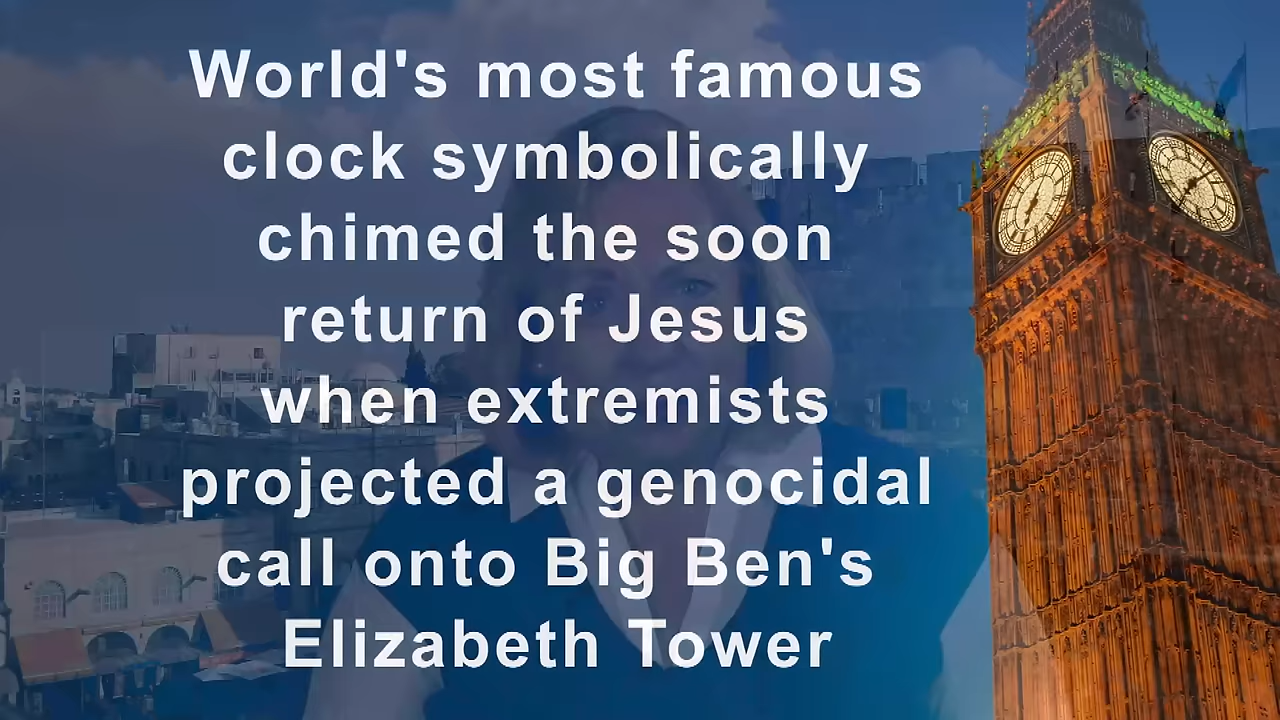 World's most famous
clock symbolically
chimed the soon
return of Jesus
when extremists
projected a genocidal
call onto Big Ben's
Elizabeth Tower